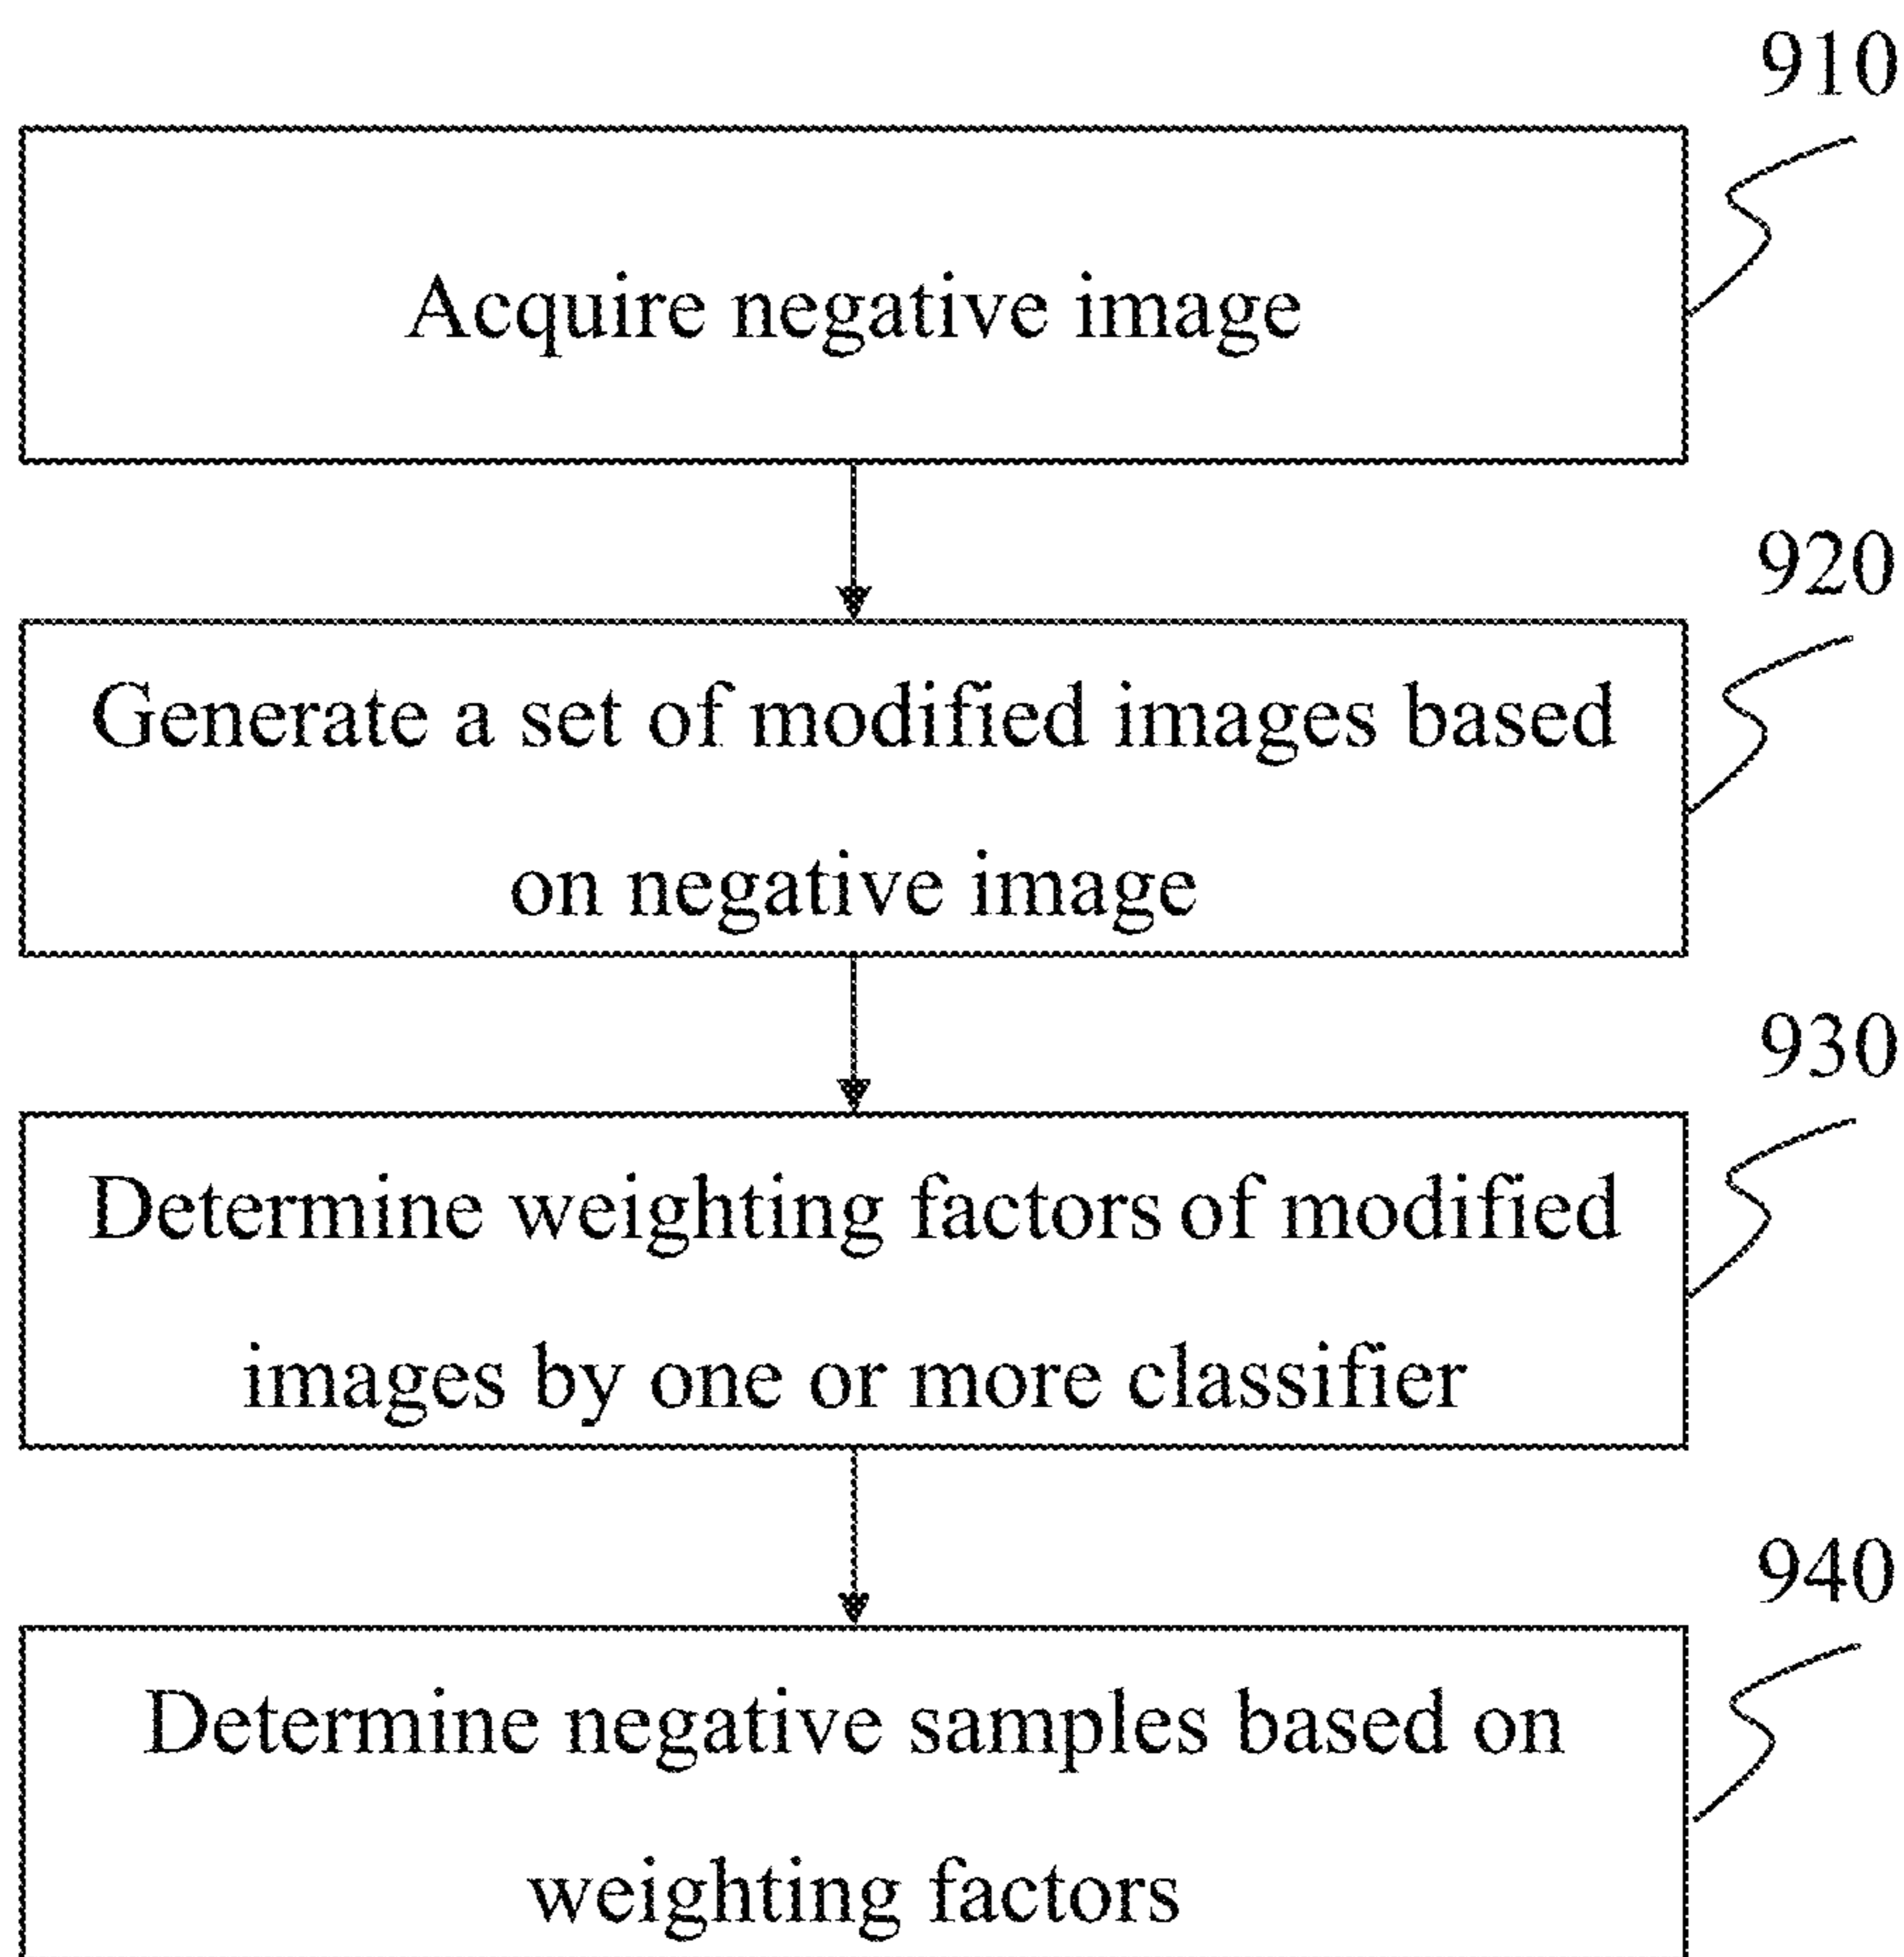 910
Acquire negative image
920
Generate a set of modified images based
on negative image
930
Determine weighting factors of modified
images by one or more classifier
940
Determine negative samples based on
weighting factors